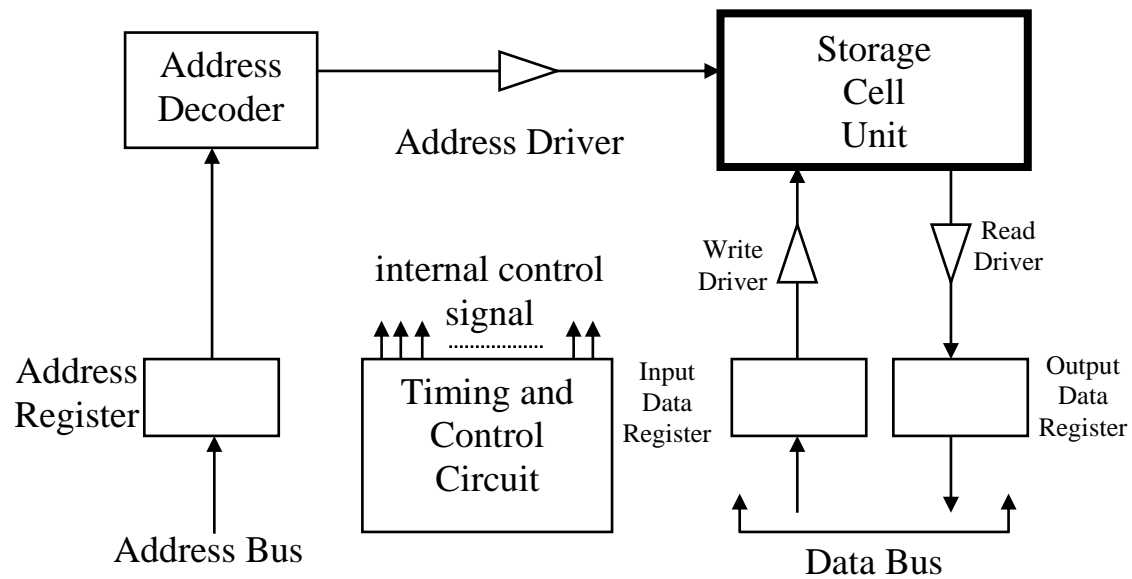 Address
Decoder
Storage
Cell
Unit
Address Driver
Write
Driver
Read
Driver
internal control
signal
Address
Register
Timing and
Control
Circuit
Input
Data
Register
Output
Data
Register
Address Bus
Data Bus